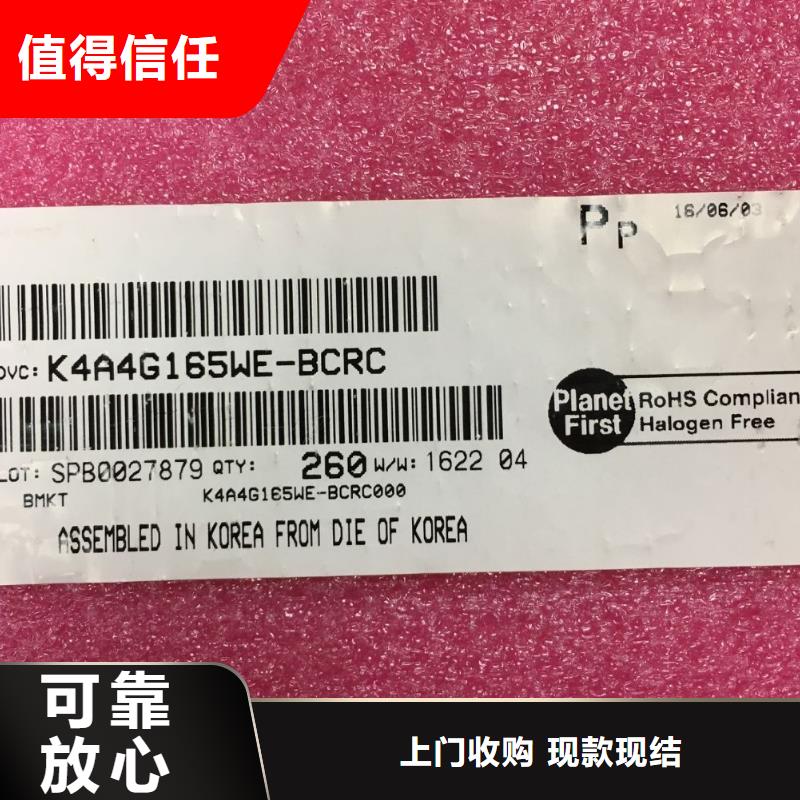 值得信任
Pp
16/06/03
DVC: K4A4G165WE-BCRC
Planet First
RoHS Complian
Halogen Free
LOT: SPB0027879 QTY: 260 W/W: 1622 04
BMKT K4A4G165WE-BCRC000
ASSEMBLED IN KOREA FROM DIE OF KOREA
可靠
放心
上门收购 现款现结